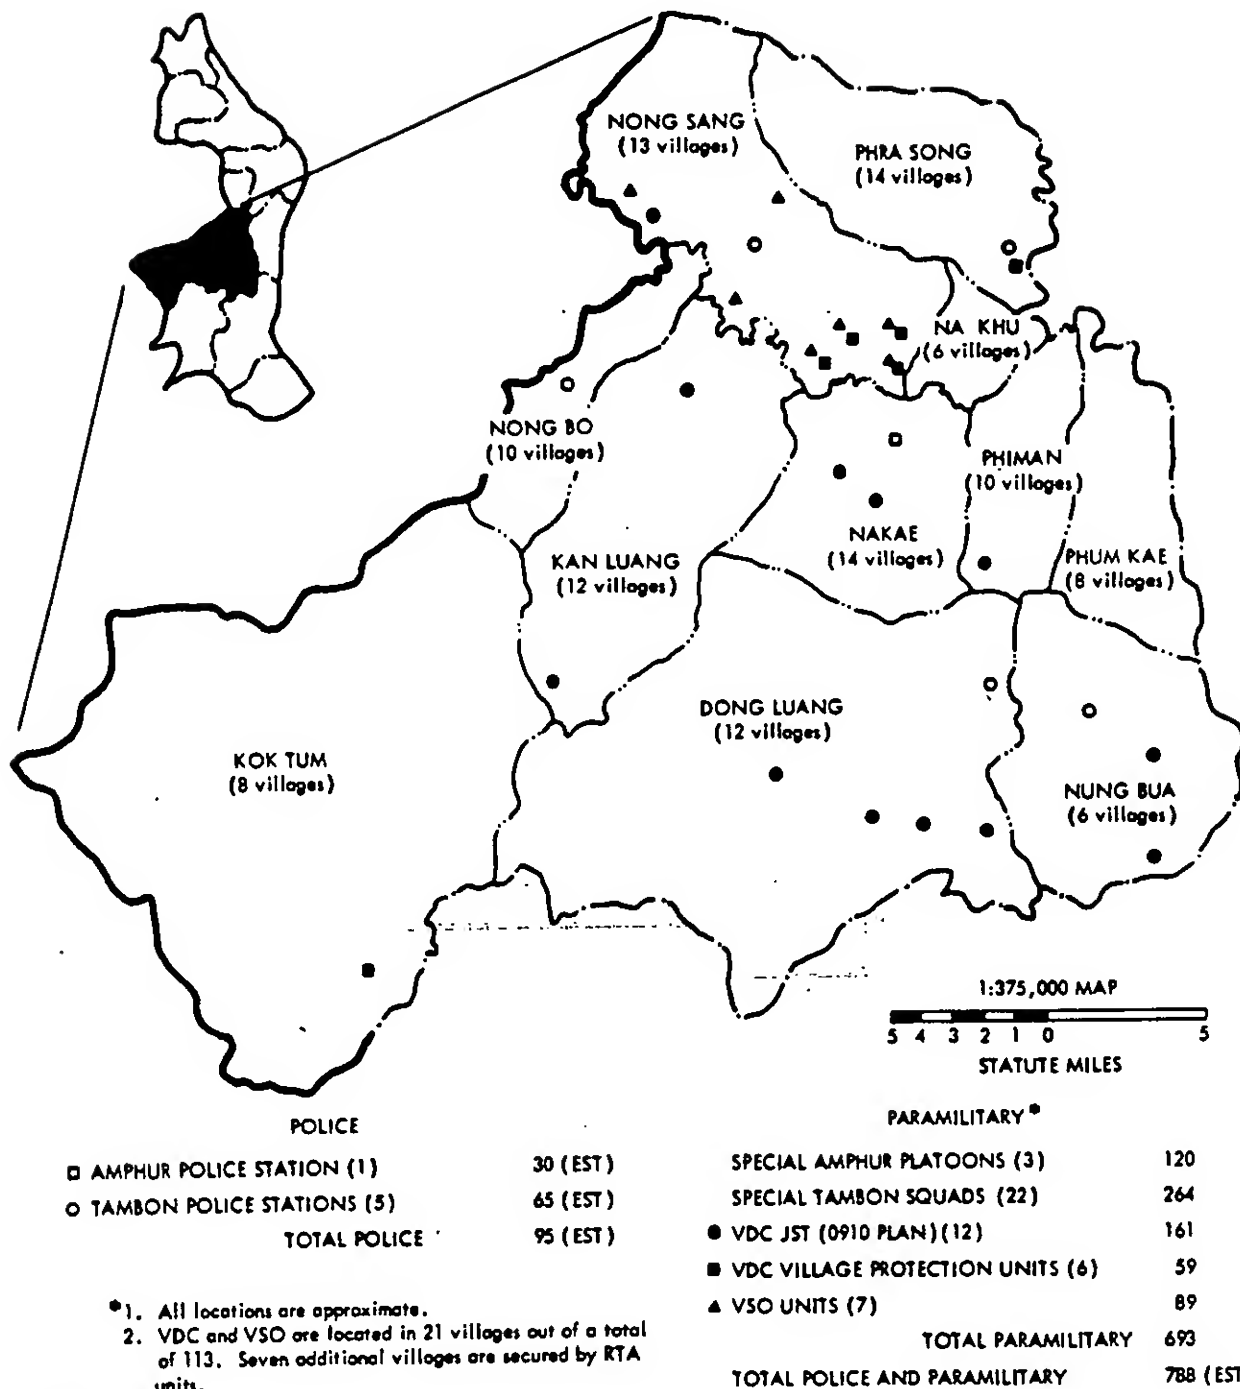 NONG SANG
(13 villages)
PHRA SONG
(14 villages)
NA KHU
(6 villages)
NONG BO
(10 villages)
PHIMAN
(10 villages)
NAKAE
(14 villages)
KAN LUANG
(12 villages)
PHUM KAE
(8 villages)
DONG LUANG
(12 villages)
KOK TUM
(8 villages)
NUNG BUA
(6 villages)
1:375,000 MAP
5 4 3 2 1 0 5
STATUTE MILES
POLICE
AMPHUR POLICE STATION (1) 30 (EST)
TAMBON POLICE STATIONS (5) 65 (EST)
TOTAL POLICE 95 (EST)
*1. All locations are approximate.
2. VDC and VSO are located in 21 villages out of a total
of 113. Seven additional villages are secured by RTA
units.
PARAMILITARY*
SPECIAL AMPHUR PLATOONS (3) 120
SPECIAL TAMBON SQUADS (22) 264
● VDC JST (0910 PLAN) (12) 161
■ VDC VILLAGE PROTECTION UNITS (6) 59
▲ VSO UNITS (7) 89
TOTAL PARAMILITARY 693
TOTAL POLICE AND PARAMILITARY 788 (EST